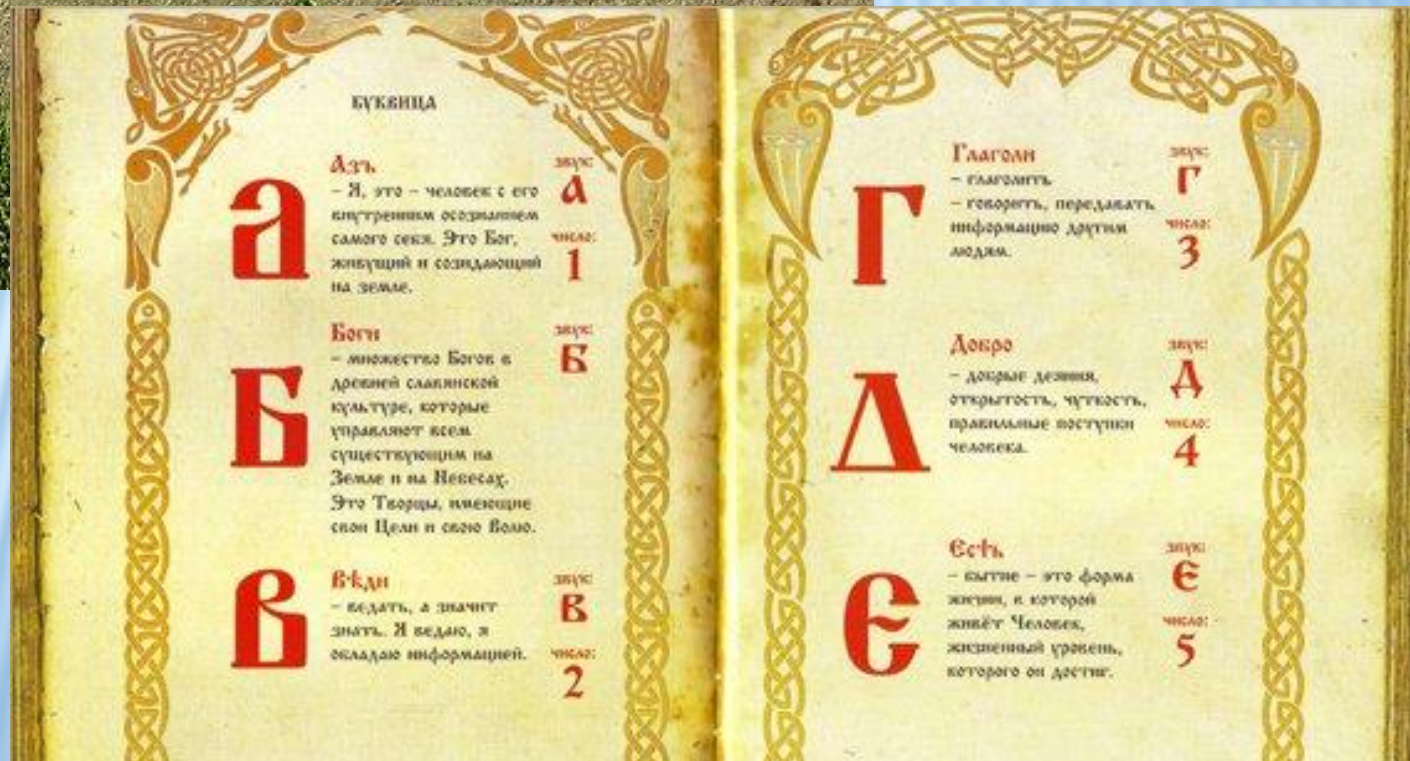 БУКВИЦА
а
Азъ
– Я, это – человек с его
внутренним осознанием
самого себя. Это Бог,
живущий и созидающий
на земле.
звук:
А
число:
1
Б
Боги
– множество Богов в
древней славянской
культуре, которые
управляют всем
существующим на
Земле и на Небесах.
Это Творцы, имеющие
свои Цели и свою Волю.
звук:
Б
В
Вѣди
– ведать, а значит
знать. Я ведаю, я
обладаю информацией.
звук:
В
число:
2
Г
Глаголи
– глаголить
– говорить, передавать
информацию другим
людям.
звук:
Г
число:
3
Д
Добро
– добрые деяния,
открытость, чуткость,
правильные поступки
человека.
звук:
Д
число:
4
Є
Єсть
– бытие – это форма
жизни, в которой
живёт Человек,
жизненный уровень,
которого он достиг.
звук:
Є
число:
5